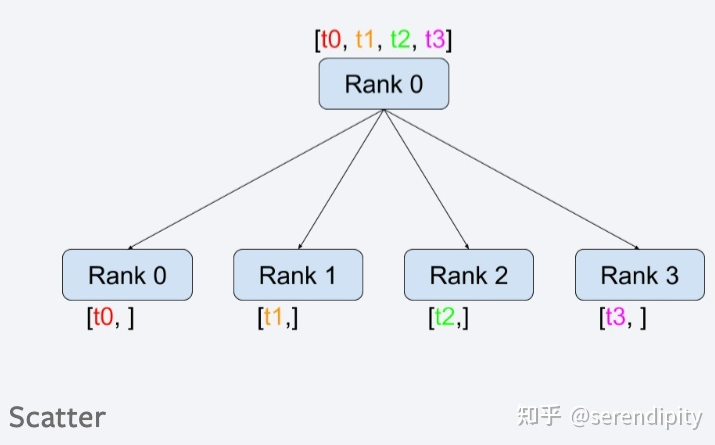 [t0, t1, t2, t3]
Rank 0
Rank 0 Rank 1 Rank 2 Rank 3
[t0, ] [t1,] [t2,] [t3, ]
Scatter
知乎 @serendipity